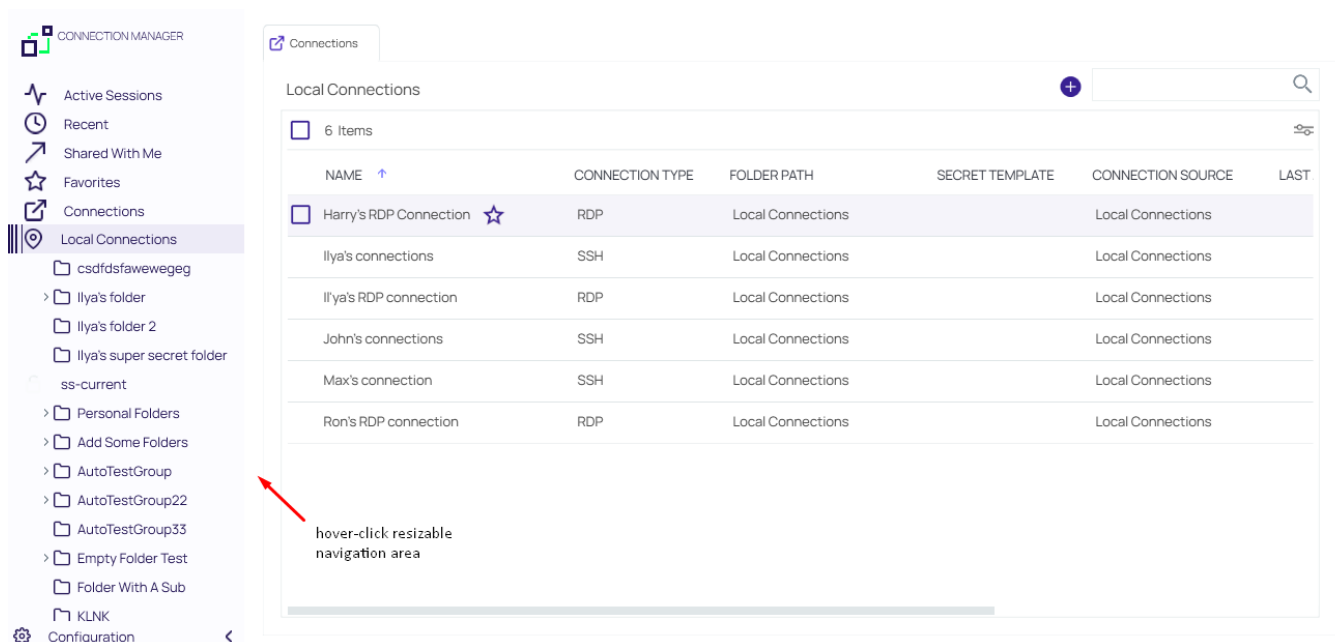 CONNECTION MANAGER
Active Sessions
Recent
Shared With Me
Favorites
Connections
Local Connections
csdfdsfawewegeg
Ilya's folder
Ilya's folder 2
Ilya's super secret folder
ss-current
Personal Folders
Add Some Folders
AutoTestGroup
AutoTestGroup22
AutoTestGroup33
Empty Folder Test
Folder With A Sub
KLNK
Configuration
Connections
Local Connections
6 Items
NAME CONNECTION TYPE FOLDER PATH SECRET TEMPLATE CONNECTION SOURCE LAST
Harry's RDP Connection RDP Local Connections Local Connections
Ilya's connections SSH Local Connections Local Connections
Il'ya's RDP connection RDP Local Connections Local Connections
John's connections SSH Local Connections Local Connections
Max's connection SSH Local Connections Local Connections
Ron's RDP connection RDP Local Connections Local Connections
hover-click resizable
navigation area